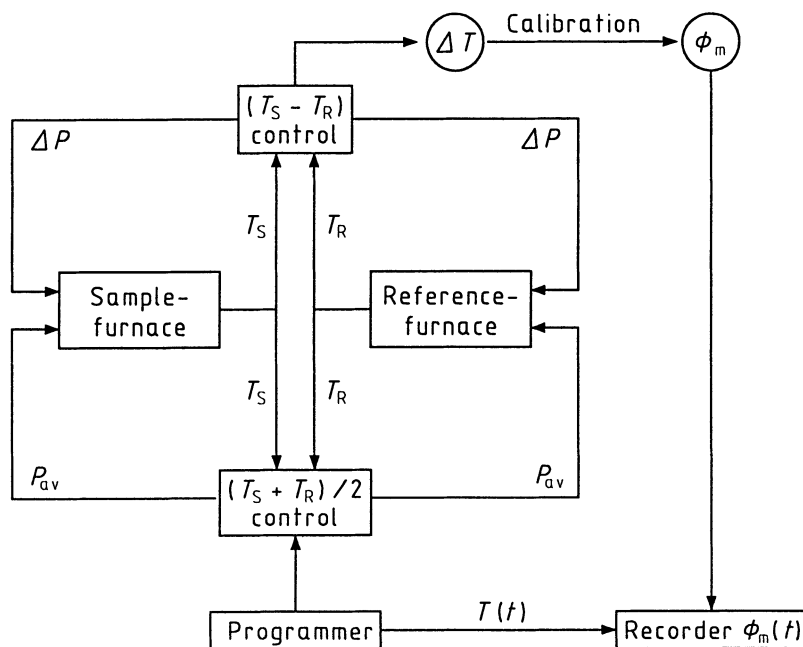 ΔT
Calibration
ϕm
(TS − TR)
control
ΔP
ΔP
TS
TR
Sample-
furnace
Reference-
furnace
TS
TR
Pav
Pav
(TS + TR) / 2
control
Programmer
T(t)
Recorder ϕm(t)